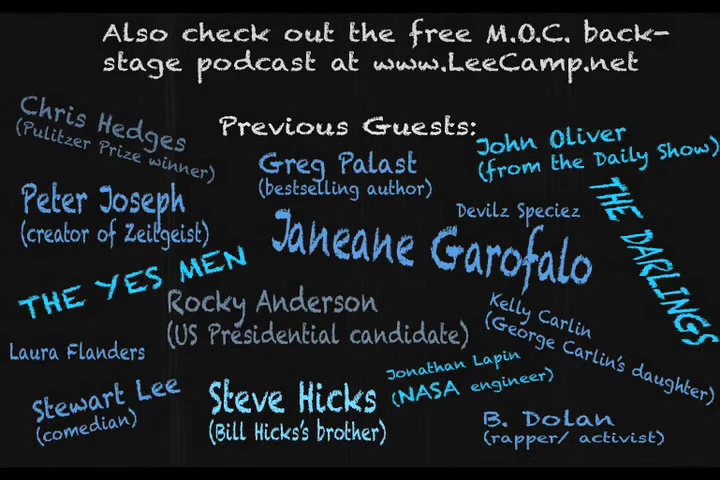 Also check out the free M.O.C. back-
stage podcast at www.LeeCamp.net
Previous Guests:
Chris Hedges
(Pulitzer Prize winner)
Greg Palast
(bestselling author)
John Oliver
(from the Daily Show)
Peter Joseph
(creator of Zeitgeist)
Devilz Speciez
Janeane Garofalo
THE DARLINGS
THE YES MEN
Rocky Anderson
(US Presidential candidate)
Kelly Carlin
(George Carlin's daughter)
Laura Flanders
Jonathan Lapin
(NASA engineer)
Stewart Lee
(comedian)
Steve Hicks
(Bill Hicks's brother)
B. Dolan
(rapper/ activist)